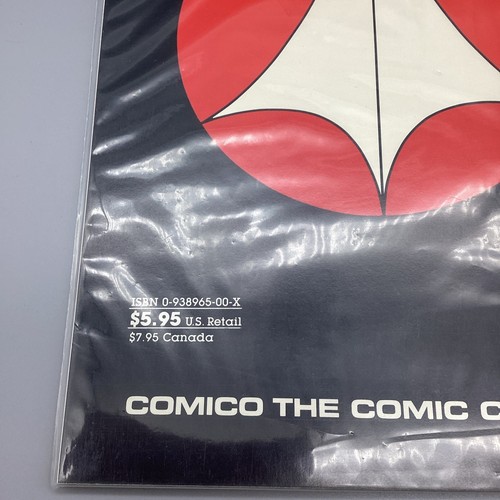 ISBN 0-938965-00-X
$5.95 U.S. Retail
$7.95 Canada
COMICO THE COMIC